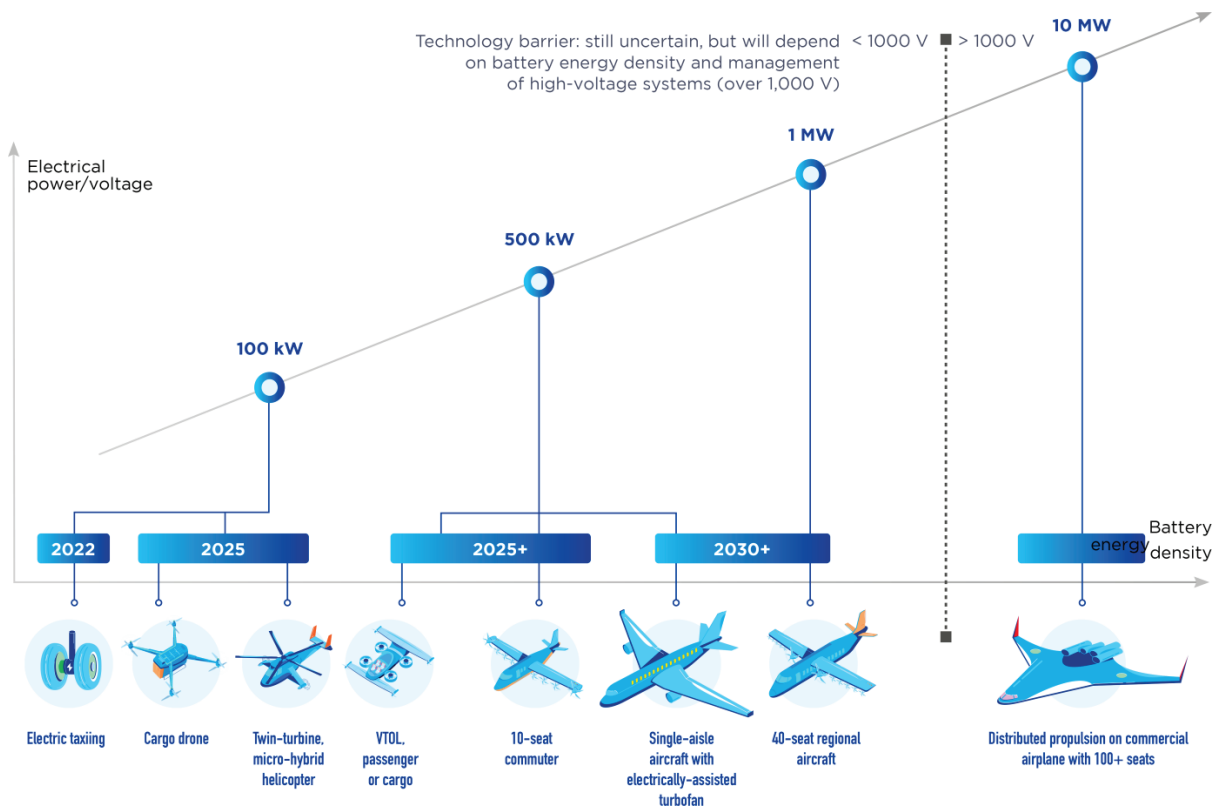 10 MW
Technology barrier: still uncertain, but will depend
on battery energy density and management
of high-voltage systems (over 1,000 V)
< 1000 V
> 1000 V
1 MW
Electrical
power/voltage
500 kW
100 kW
2022
2025
2025+
2030+
Battery
energy
density
Electric taxiing
Cargo drone
Twin-turbine,
micro-hybrid
helicopter
VTOL,
passenger
or cargo
10-seat
commuter
Single-aisle
aircraft with
electrically-assisted
turbofan
40-seat regional
aircraft
Distributed propulsion on commercial
airplane with 100+ seats